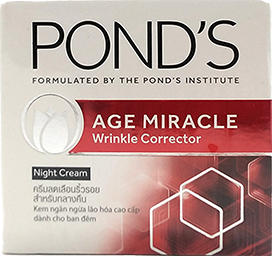 POND'S
FORMULATED BY THE POND'S INSTITUTE
AGE MIRACLE
Wrinkle Corrector
Night Cream
ครีมลดเลือนริ้วรอย
สำหรับกลางคืน
Kem ngăn ngừa lão hóa cao cấp
dành cho ban đêm